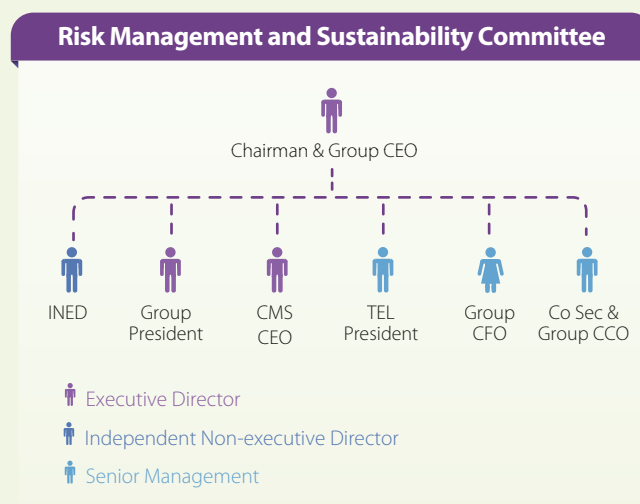 Risk Management and Sustainability Committee
Chairman & Group CEO
INED
Group
President
CMS
CEO
TEL
President
Group
CFO
Co Sec &
Group CCO
Executive Director
Independent Non-executive Director
Senior Management